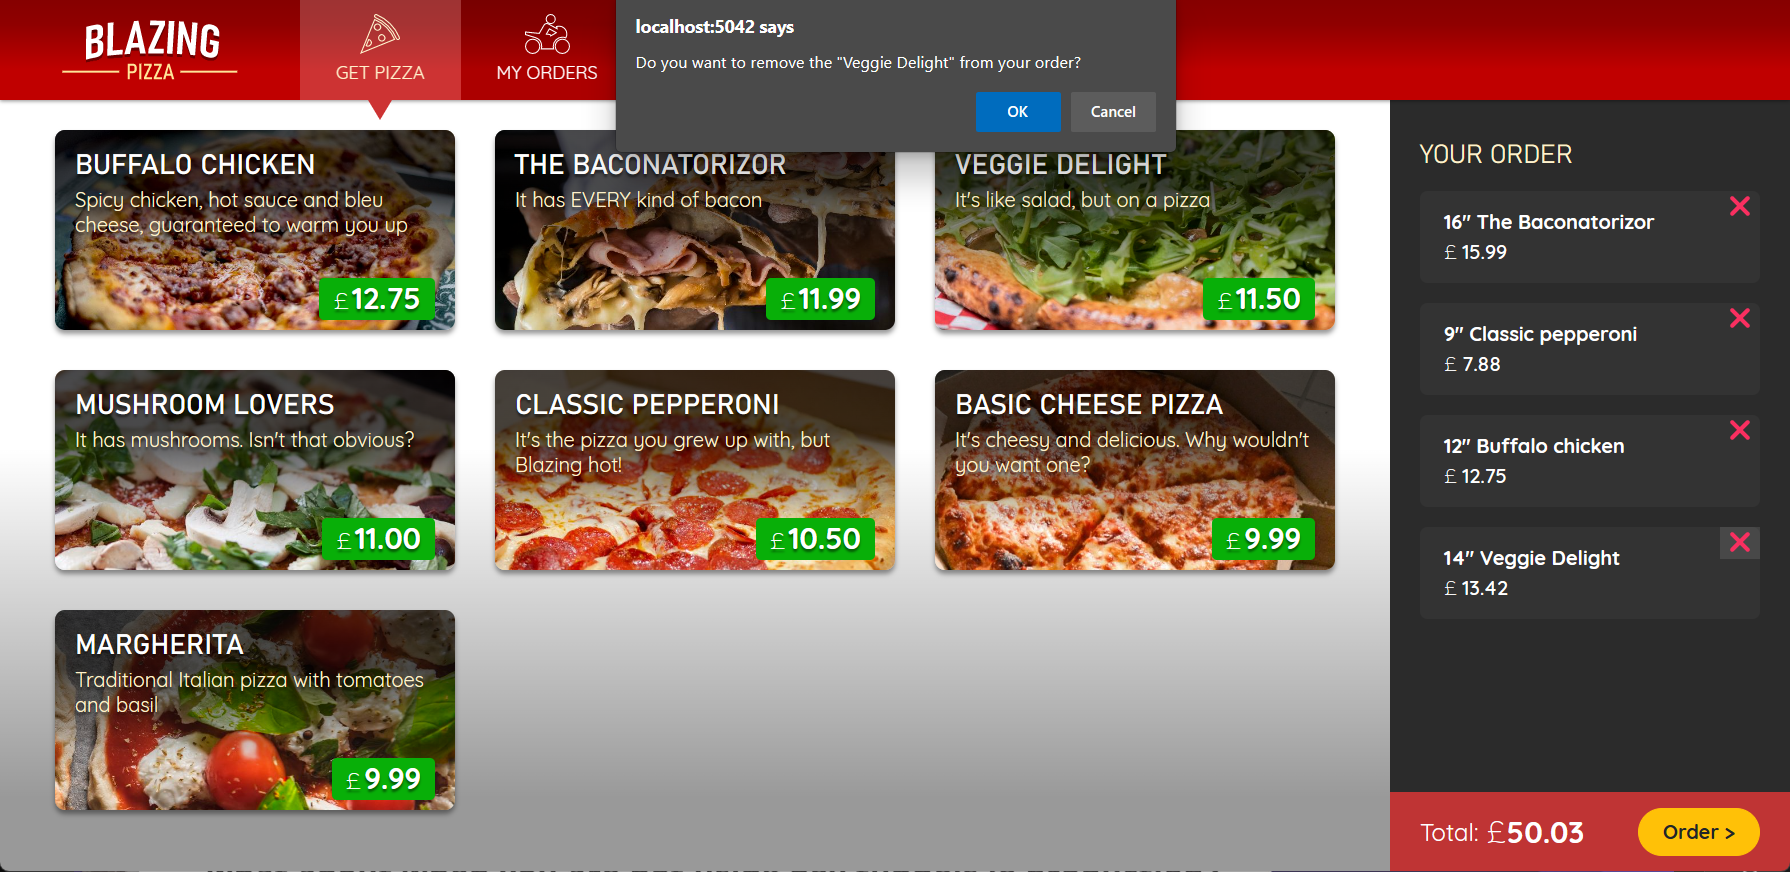 BLAZING
PIZZA
GET PIZZA
MY ORDERS
localhost:5042 says
Do you want to remove the "Veggie Delight" from your order?
OK
Cancel
BUFFALO CHICKEN
Spicy chicken, hot sauce and bleu
cheese, guaranteed to warm you up
£12.75
THE BACONATORIZOR
It has EVERY kind of bacon
£11.99
VEGGIE DELIGHT
It's like salad, but on a pizza
£11.50
MUSHROOM LOVERS
It has mushrooms. Isn't that obvious?
£11.00
CLASSIC PEPPERONI
It's the pizza you grew up with, but
Blazing hot!
£10.50
BASIC CHEESE PIZZA
It's cheesy and delicious. Why wouldn't
you want one?
£9.99
MARGHERITA
Traditional Italian pizza with tomatoes
and basil
£9.99
YOUR ORDER
16" The Baconatorizor
£ 15.99
9" Classic pepperoni
£ 7.88
12" Buffalo chicken
£ 12.75
14" Veggie Delight
£ 13.42
Total: £50.03
Order >